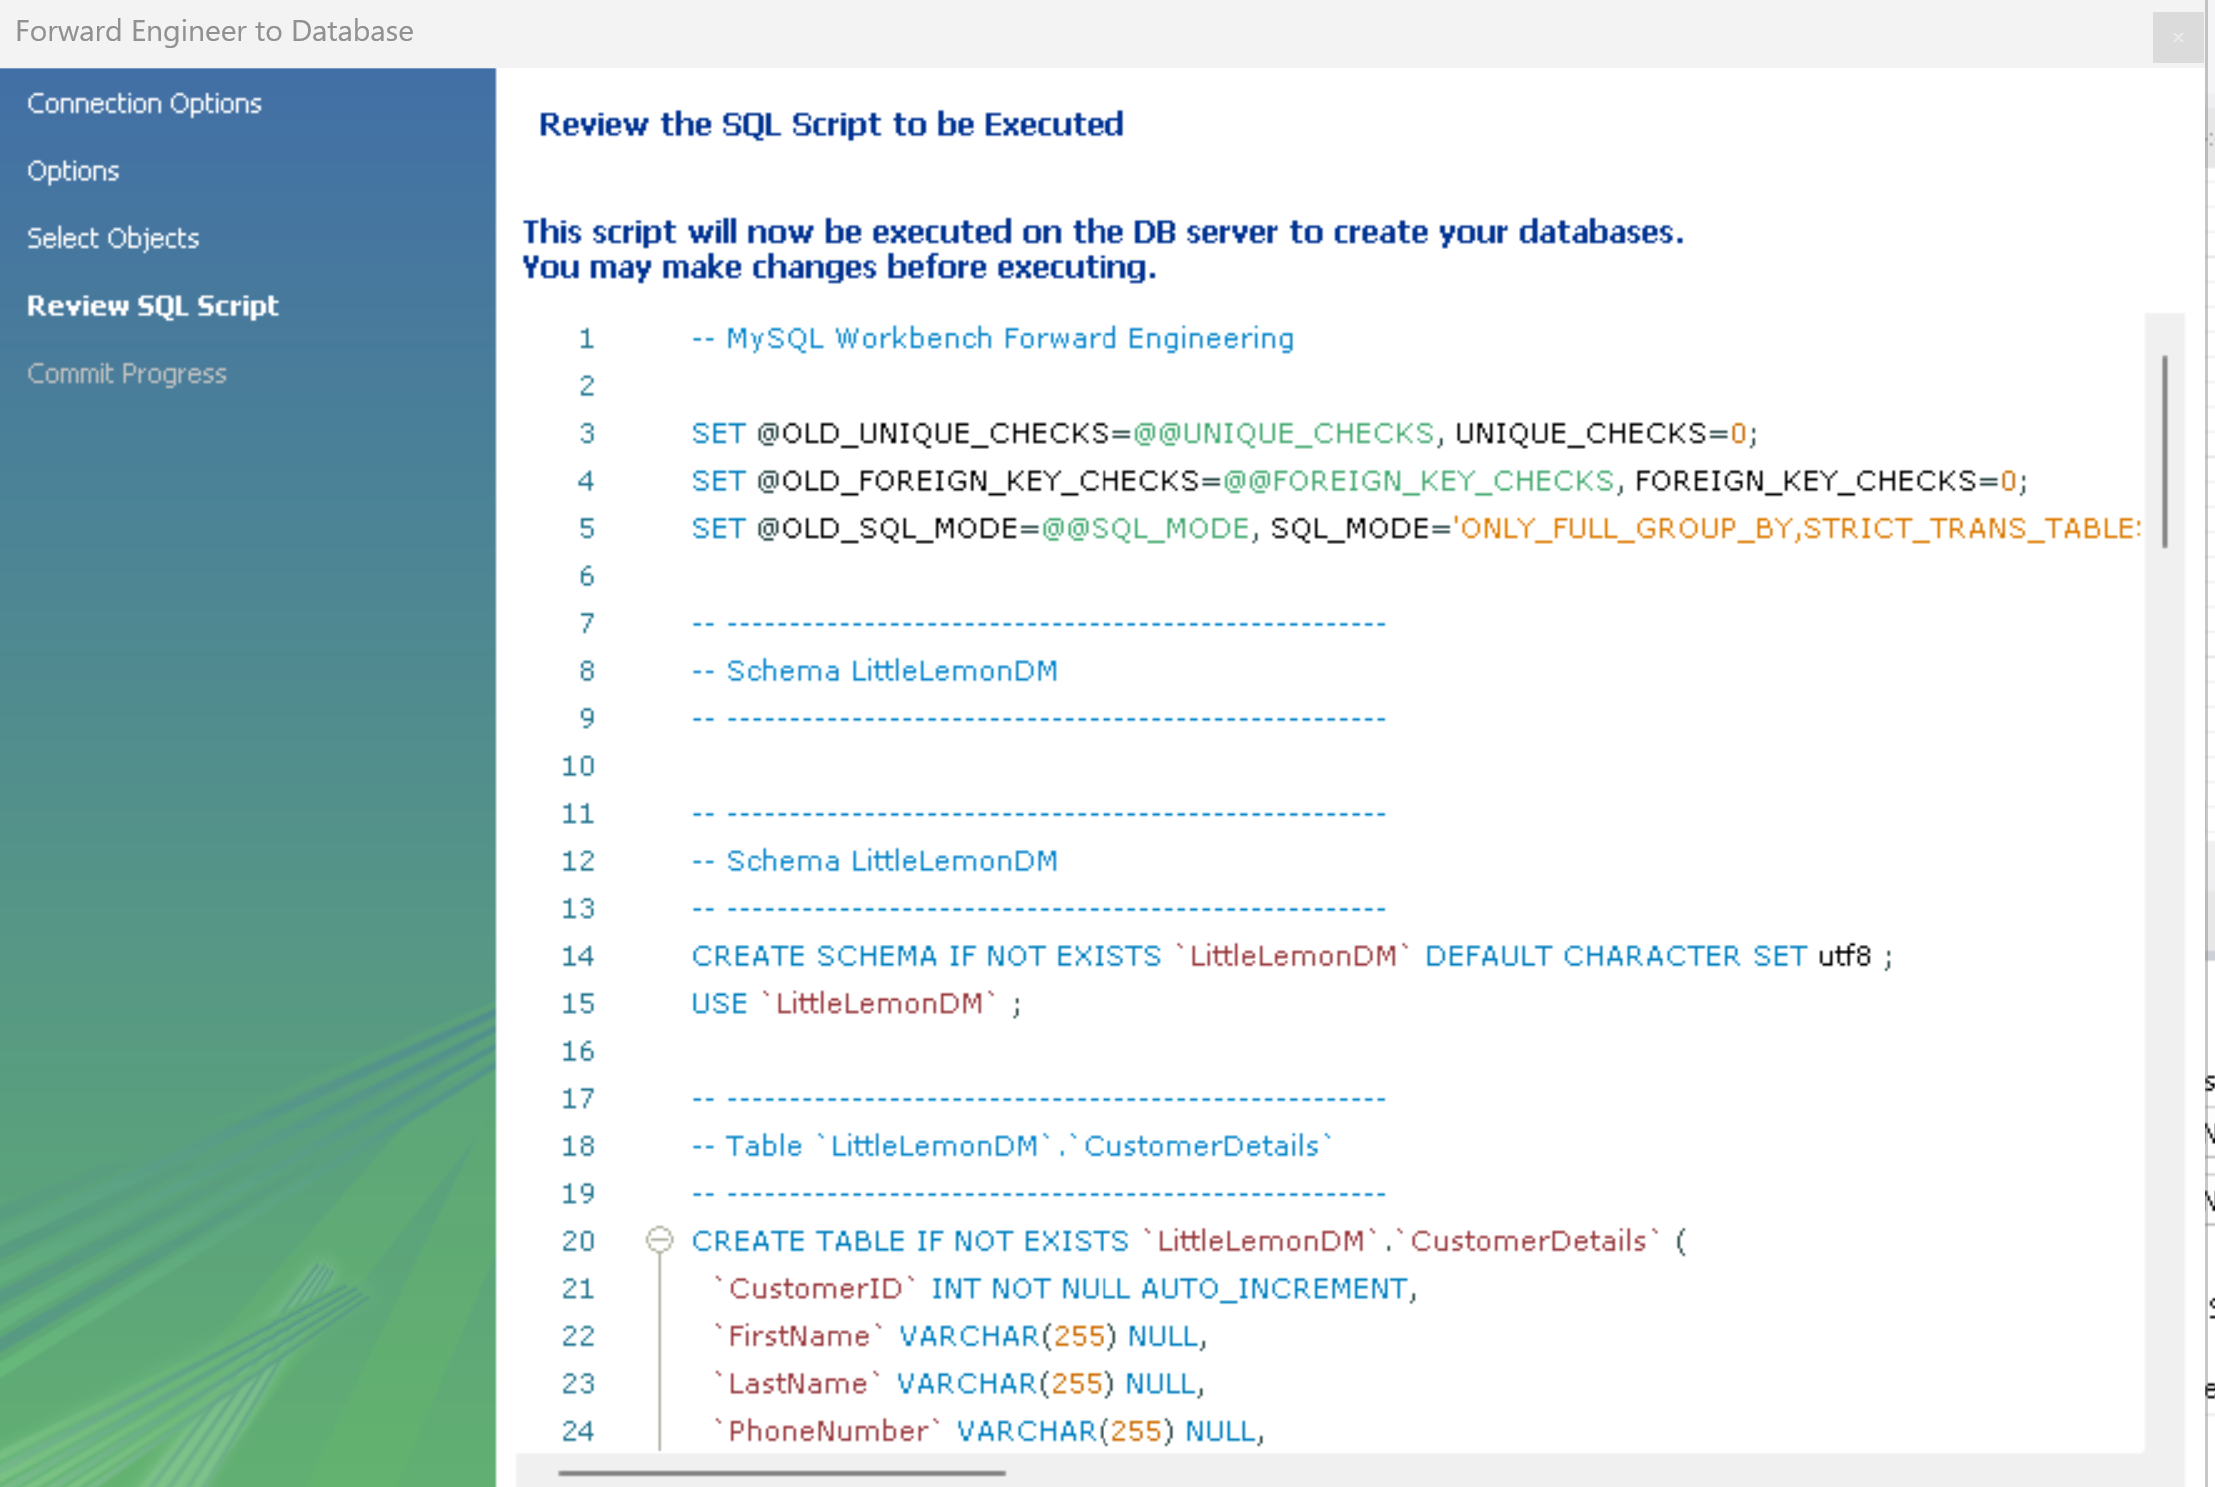 Forward Engineer to Database
Connection Options
Options
Select Objects
Review SQL Script
Commit Progress
Review the SQL Script to be Executed
This script will now be executed on the DB server to create your databases.
You may make changes before executing.
1 -- MySQL Workbench Forward Engineering
2
3 SET @OLD_UNIQUE_CHECKS=@@UNIQUE_CHECKS, UNIQUE_CHECKS=0;
4 SET @OLD_FOREIGN_KEY_CHECKS=@@FOREIGN_KEY_CHECKS, FOREIGN_KEY_CHECKS=0;
5 SET @OLD_SQL_MODE=@@SQL_MODE, SQL_MODE='ONLY_FULL_GROUP_BY,STRICT_TRANS_TABLE
6
7 -- -----------------------------------------------------
8 -- Schema LittleLemonDM
9 -- -----------------------------------------------------
10
11 -- -----------------------------------------------------
12 -- Schema LittleLemonDM
13 -- -----------------------------------------------------
14 CREATE SCHEMA IF NOT EXISTS `LittleLemonDM` DEFAULT CHARACTER SET utf8 ;
15 USE `LittleLemonDM` ;
16
17 -- -----------------------------------------------------
18 -- Table `LittleLemonDM`.`CustomerDetails`
19 -- -----------------------------------------------------
20 CREATE TABLE IF NOT EXISTS `LittleLemonDM`.`CustomerDetails` (
21 `CustomerID` INT NOT NULL AUTO_INCREMENT,
22 `FirstName` VARCHAR(255) NULL,
23 `LastName` VARCHAR(255) NULL,
24 `PhoneNumber` VARCHAR(255) NULL,